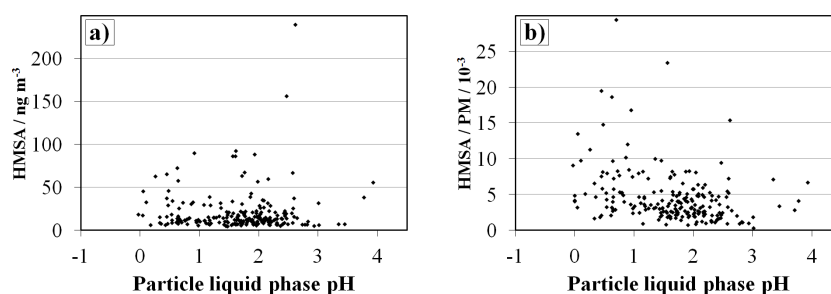 a)
HMSA / ng m-3
200
150
100
50
0
-1 0 1 2 3 4
Particle liquid phase pH
b)
HMSA / PM / 10-3
25
20
15
10
5
0
-1 0 1 2 3 4
Particle liquid phase pH